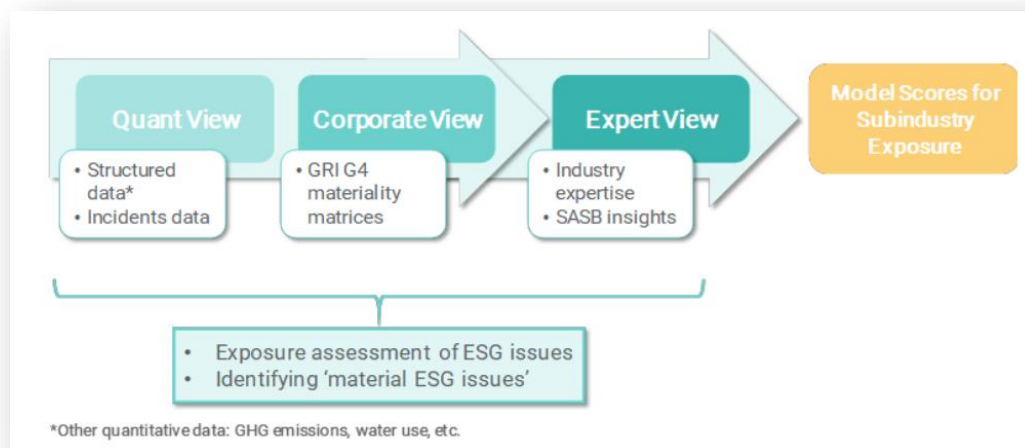 Quant View
• Structured
data*
• Incidents data
Corporate View
• GRI G4
materiality
matrices
Expert View
• Industry
expertise
• SASB insights
Model Scores for
Subindustry
Exposure
• Exposure assessment of ESG issues
• Identifying ‘material ESG issues’
*Other quantitative data: GHG emissions, water use, etc.